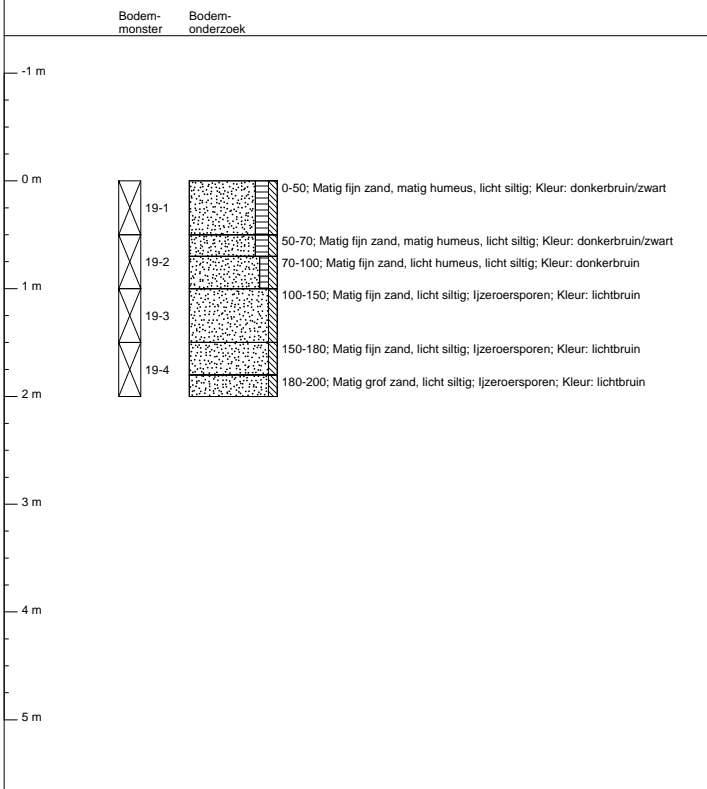 Bodem-
monster
Bodem-
onderzoek
-1 m
0 m
0-50; Matig fijn zand, matig humeus, licht siltig; Kleur: donkerbruin/zwart
19-1
50-70; Matig fijn zand, matig humeus, licht siltig; Kleur: donkerbruin/zwart
19-2
70-100; Matig fijn zand, licht humeus, licht siltig; Kleur: donkerbruin
1 m
100-150; Matig fijn zand, licht siltig; Ijzeroersporen; Kleur: lichtbruin
19-3
150-180; Matig fijn zand, licht siltig; Ijzeroersporen; Kleur: lichtbruin
19-4
180-200; Matig grof zand, licht siltig; Ijzeroersporen; Kleur: lichtbruin
2 m
3 m
4 m
5 m